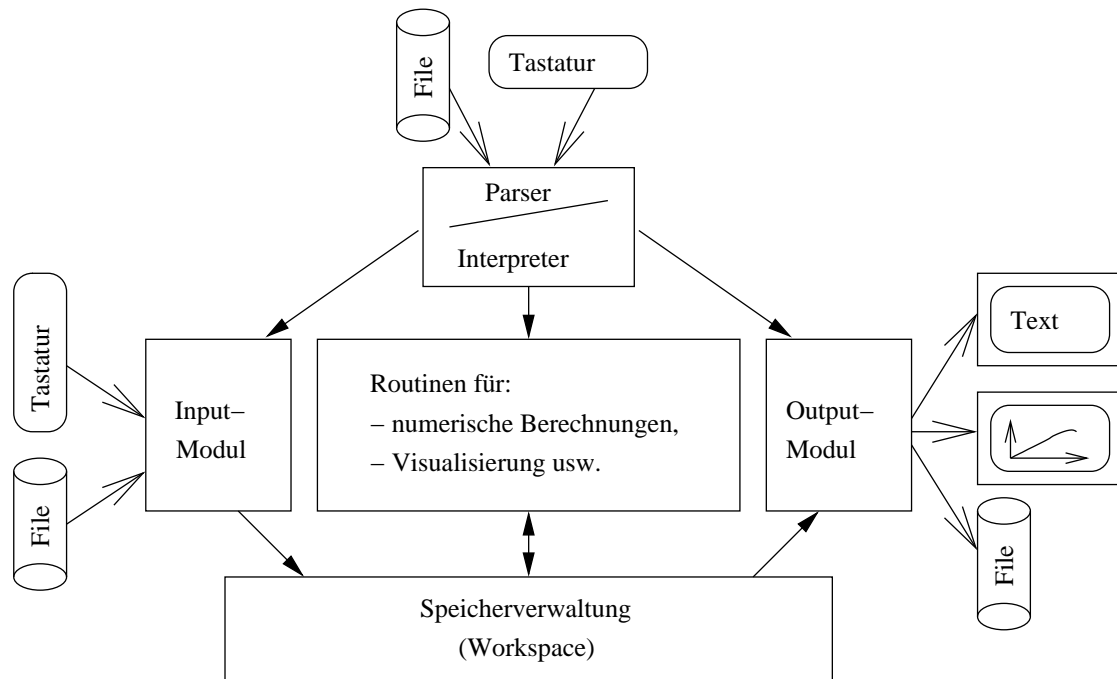 File
Tastatur
Parser
Interpreter
Tastatur
File
Input–
Modul
Routinen für:
– numerische Berechnungen,
– Visualisierung usw.
Output–
Modul
Text
File
Speicherverwaltung
(Workspace)